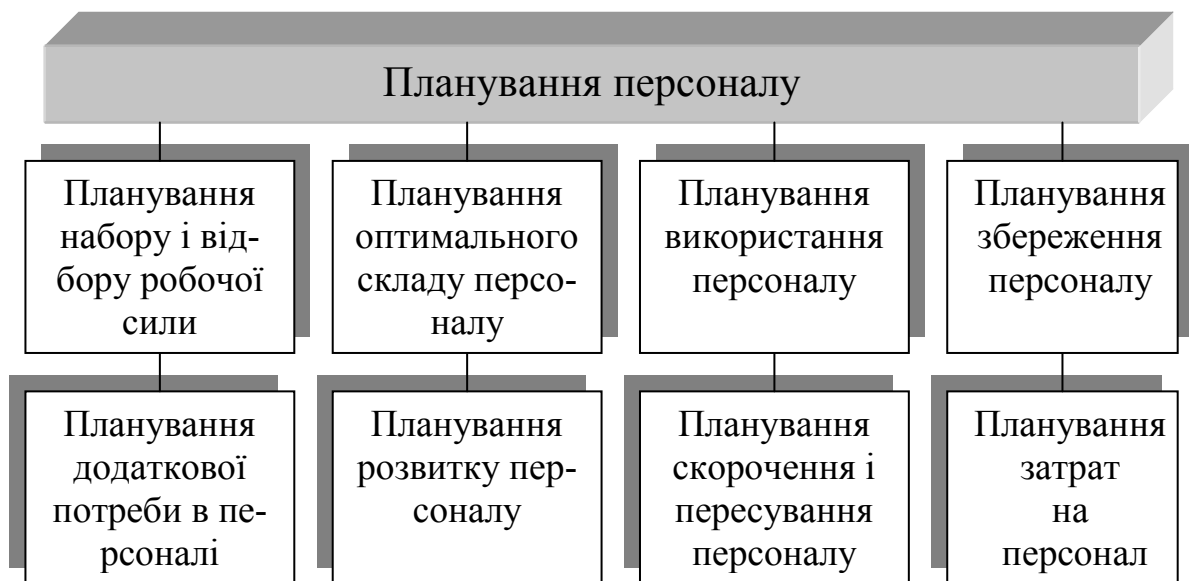 Планування персоналу
Планування
набору і від-
бору робочої
сили
Планування
оптимального
складу персо-
налу
Планування
використання
персоналу
Планування
збереження
персоналу
Планування
додаткової
потреби в пе-
рсоналі
Планування
розвитку пер-
соналу
Планування
скорочення і
пересування
персоналу
Планування
затрат
на
персонал